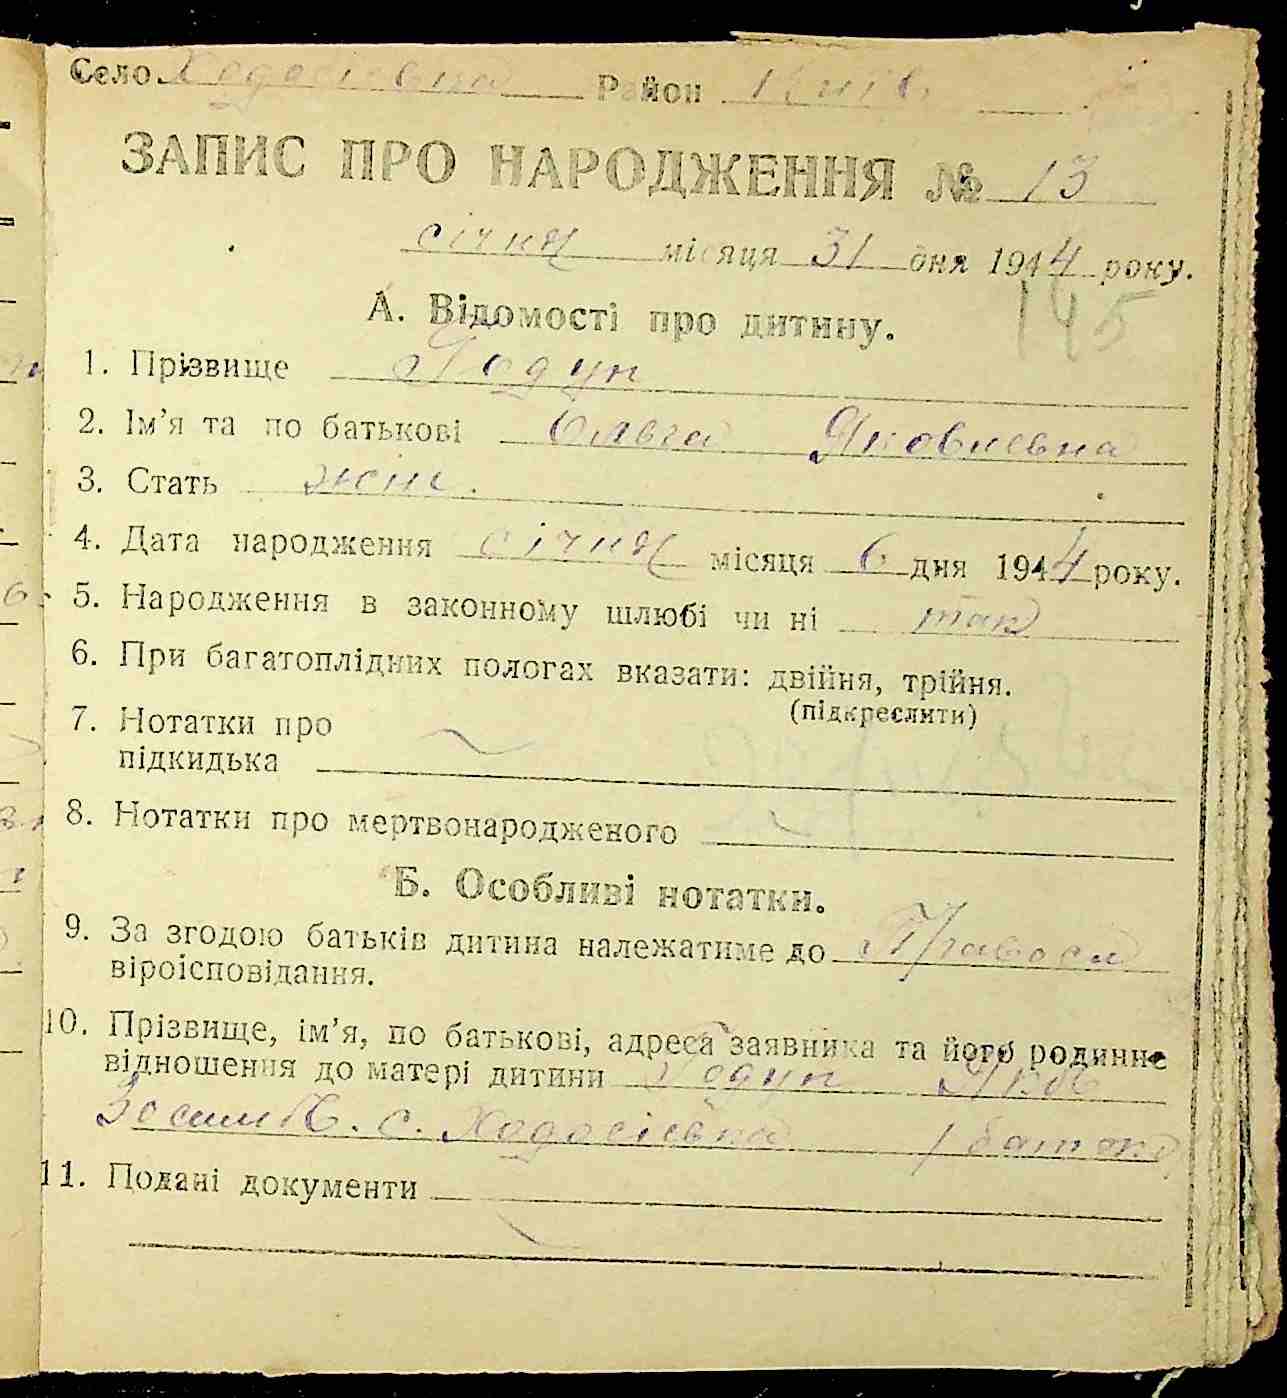 Село Ходосіевка Район Київ.
ЗАПИС ПРО НАРОДЖЕННЯ № 13
січня місяця 31 дня 1944 року.
145
А. Відомості про дитину.
1. Прізвище Годун
2. Ім'я та по батькові Ольга Яковлевна
3. Стать жін.
4. Дата народження січня місяця 6 дня 1944 року.
5. Народження в законному шлюбі чи ні так
6. При багатоплідних пологах вказати: двійня, трійня.
(підкреслити)
7. Нотатки про
підкидька
8. Нотатки про мертвонародженого
Б. Особливі нотатки.
9. За згодою батьків дитина належатиме до Правосл
віроісповідання.
10. Прізвище, ім'я, по батькові, адреса заявника та його родинне
відношення до матері дитини Годун Яков
с. Ходосіевка батько
11. Подані документи